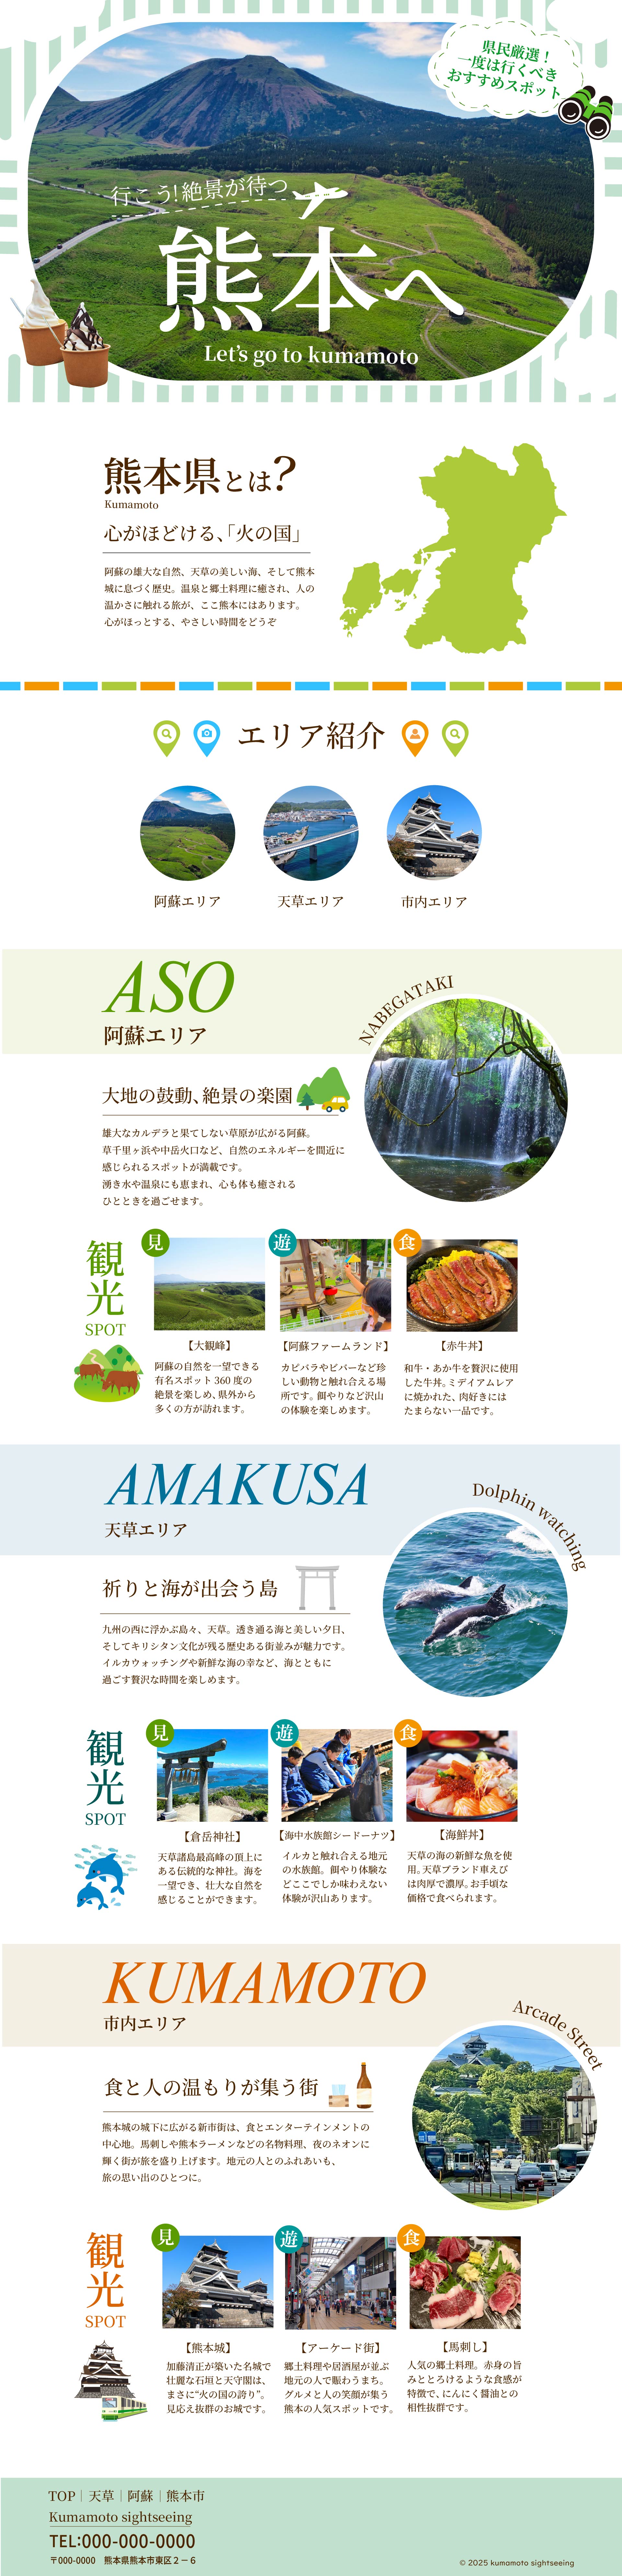 県民厳選！
一度は行くべき
おすすめスポット
行こう！絶景が待つ
熊本へ
Let's go to kumamoto
熊本県とは？
Kumamoto
心がほどける、「火の国」
阿蘇の雄大な自然、天草の美しい海、そして熊本
城に息づく歴史。温泉と郷土料理に癒され、人の
温かさに触れる旅が、ここ熊本にはあります。
心がほっとする、やさしい時間をどうぞ
エリア紹介
阿蘇エリア
天草エリア
市内エリア
ASO
阿蘇エリア
NABEGATAKI
大地の鼓動、絶景の楽園
雄大なカルデラと果てしない草原が広がる阿蘇。
草千里ヶ浜や中岳火口など、自然のエネルギーを間近に
感じられるスポットが満載です。
湧き水や温泉にも恵まれ、心も体も癒される
ひとときを過ごせます。
観光
SPOT
見
【大観峰】
阿蘇の自然を一望できる
有名スポット 360 度の
絶景を楽しめ、県外から
多くの方が訪れます。
遊
【阿蘇ファームランド】
カピバラやビバーなど珍
しい動物と触れ合える場
所です。餌やりなど沢山
の体験を楽しめます。
食
【赤牛丼】
和牛・あか牛を贅沢に使用
した牛丼。ミデイアムレア
に焼かれた、肉好きには
たまらない一品です。
AMAKUSA
天草エリア
Dolphin watching
祈りと海が出会う島
九州の西に浮かぶ島々、天草。透き通る海と美しい夕日、
そしてキリシタン文化が残る歴史ある街並みが魅力です。
イルカウォッチングや新鮮な海の幸など、海とともに
過ごす贅沢な時間を楽しめます。
観光
SPOT
見
【倉岳神社】
天草諸島最高峰の頂上に
ある伝統的な神社。海を
一望でき、壮大な自然を
感じることができます。
遊
【海中水族館シードーナツ】
イルカと触れ合える地元
の水族館。餌やり体験な
どここでしか味わえない
体験が沢山あります。
食
【海鮮丼】
天草の海の新鮮な魚を使
用。天草ブランド車えび
は肉厚で濃厚。お手頃な
価格で食べられます。
KUMAMOTO
市内エリア
Arcade Street
食と人の温もりが集う街
熊本城の城下に広がる新市街は、食とエンターテインメントの
中心地。馬刺しや熊本ラーメンなどの名物料理、夜のネオンに
輝く街が旅を盛り上げます。地元の人とのふれあいも、
旅の思い出のひとつに。
観光
SPOT
見
【熊本城】
加藤清正が築いた名城で
壮麗な石垣と天守閣は、
まさに“火の国の誇り”。
見応え抜群のお城です。
遊
【アーケード街】
郷土料理や居酒屋が並ぶ
地元の人で賑わうまち。
グルメと人の笑顔が集う
熊本の人気スポットです。
食
【馬刺し】
人気の郷土料理。赤身の旨
みととろけるような食感が
特徴で、にんにく醤油との
相性抜群です。
TOP｜天草｜阿蘇｜熊本市
Kumamoto sightseeing
TEL:000-000-0000
〒000-0000　熊本県熊本市東区２－６
© 2025 kumamoto sightseeing